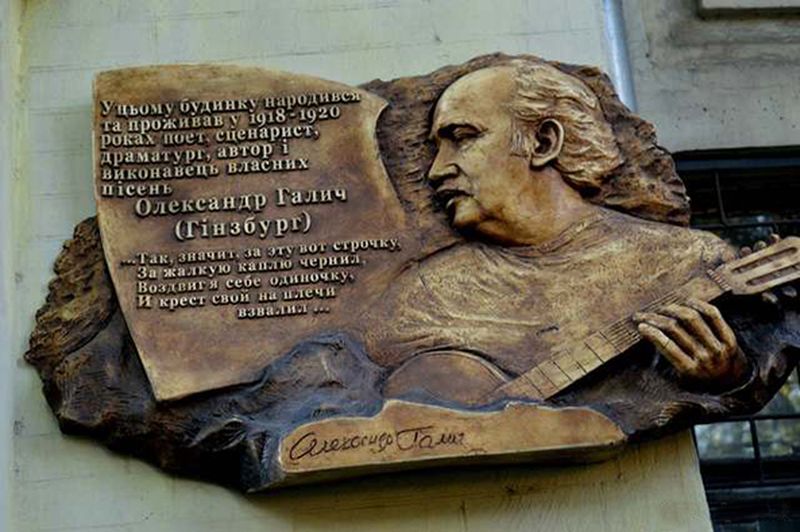 У цьому будинку народився
та проживав у 1918-1920
роках поет, сценарист,
драматург, автор і
виконавець власних
пісень
Олександр Галич
(Гінзбург)
...Так, значит, за эту вот строчку,
За жалкую каплю чернил,
Воздвиг я себе одиночку,
И крест свой на плечи
взвалил ...
Александр Галич